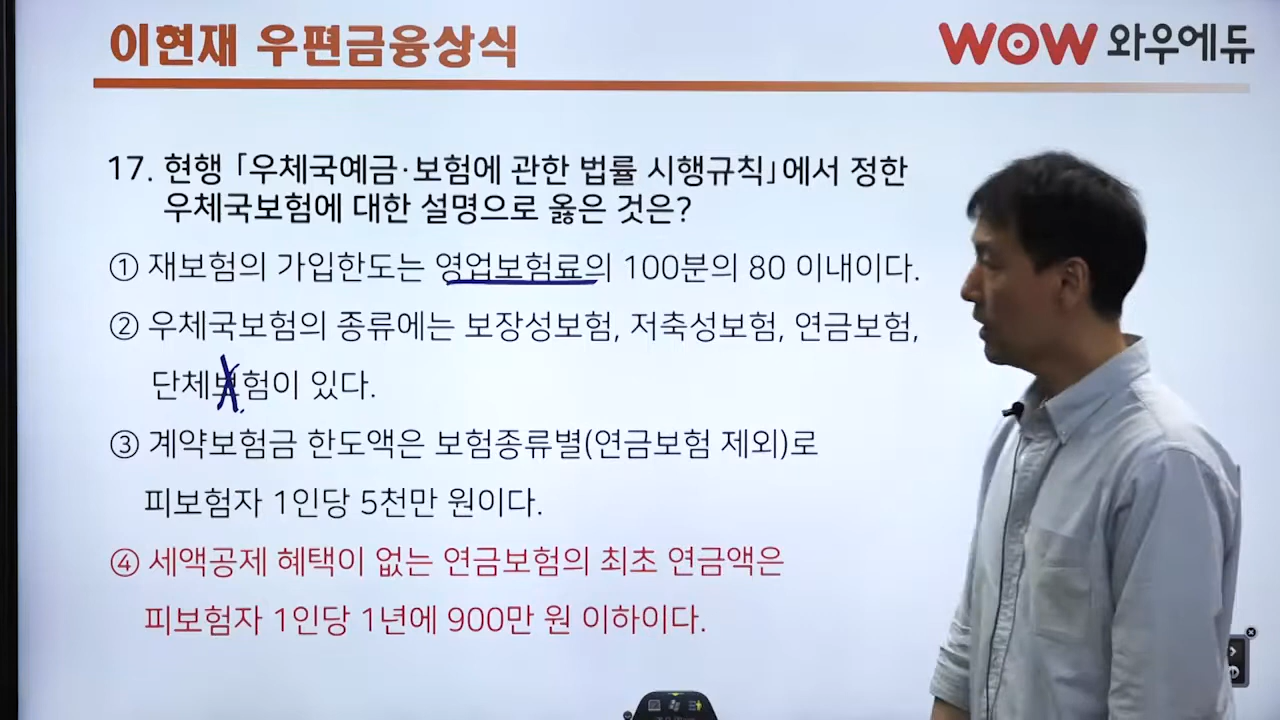 이현재 우편금융상식
WOW 와우에듀
17. 현행 「우체국예금·보험에 관한 법률 시행규칙」에서 정한
우체국보험에 대한 설명으로 옳은 것은?
① 재보험의 가입한도는 영업보험료의 100분의 80 이내이다.
② 우체국보험의 종류에는 보장성보험, 저축성보험, 연금보험,
단체보험이 있다.
③ 계약보험금 한도액은 보험종류별(연금보험 제외)로
피보험자 1인당 5천만 원이다.
④ 세액공제 혜택이 없는 연금보험의 최초 연금액은
피보험자 1인당 1년에 900만 원 이하이다.